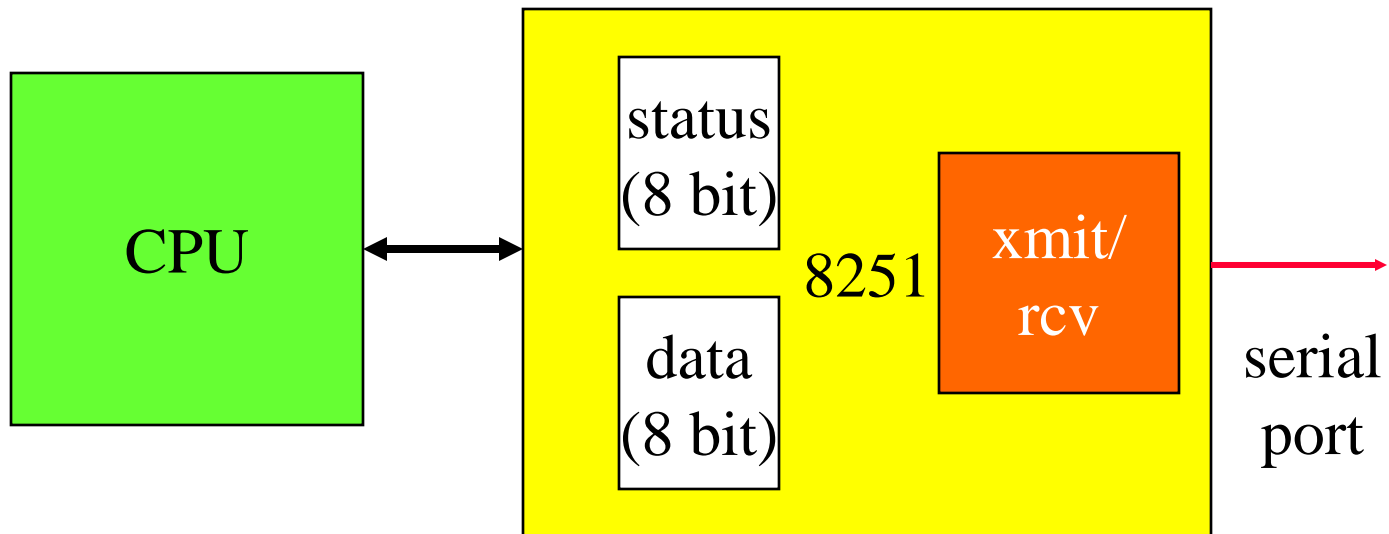 CPU
status
(8 bit)
data
(8 bit)
8251
xmit/
rcv
serial
port